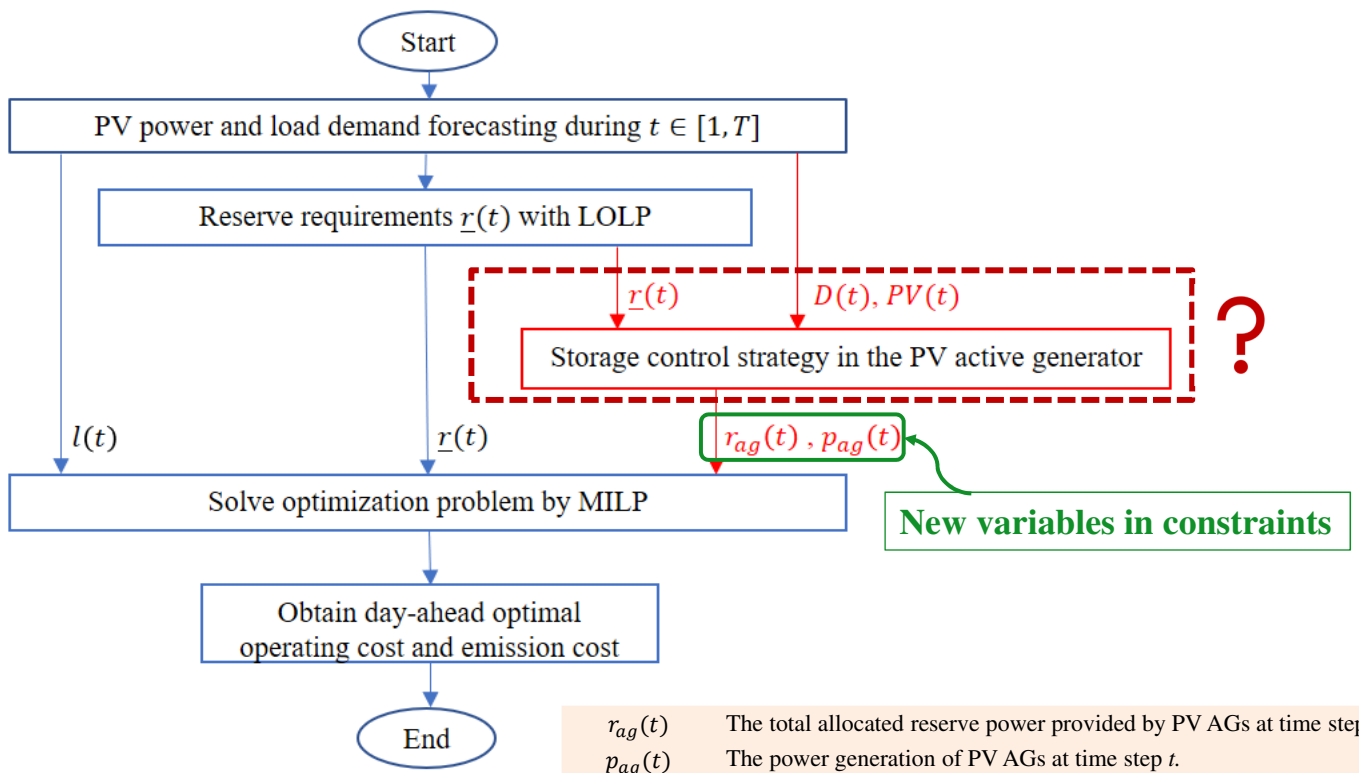 Start
PV power and load demand forecasting during t ∈ [1, T]
Reserve requirements r̲(t) with LOLP
r̲(t)
D(t), PV(t)
?
Storage control strategy in the PV active generator
l(t)
r̲(t)
r_ag(t) , p_ag(t)
Solve optimization problem by MILP
New variables in constraints
Obtain day-ahead optimal
operating cost and emission cost
End
r_ag(t) The total allocated reserve power provided by PV AGs at time step
p_ag(t) The power generation of PV AGs at time step t.